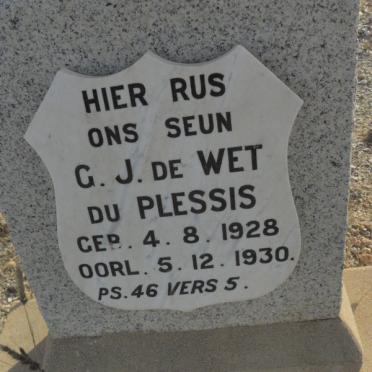 HIER RUS
ONS SEUN
G. J. DE WET
DU PLESSIS
GEB. 4. 8. 1928
OORL. 5. 12. 1930.
PS. 46 VERS 5.